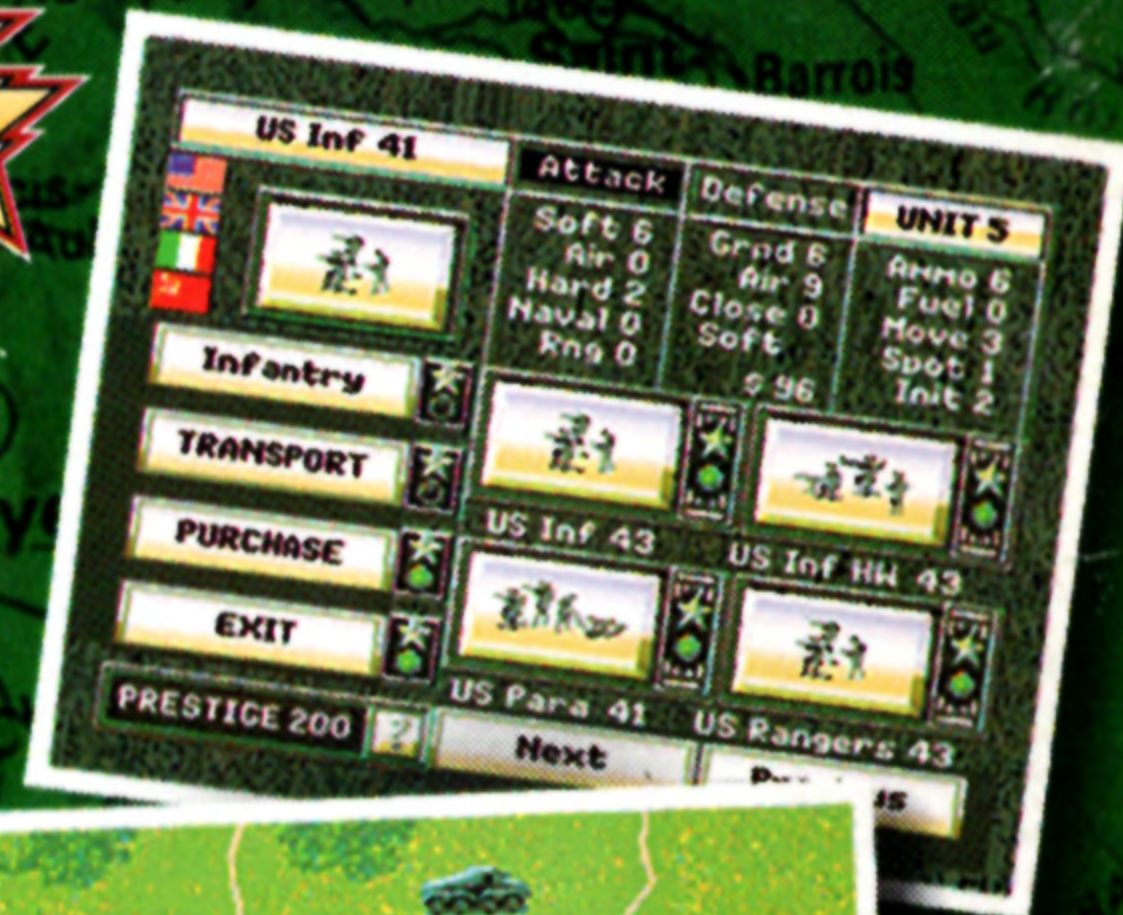 Saint
Barrois
US Inf 41
Attack
Soft 6
Air 0
Hard 2
Naval 0
Rng 0
Defense
Grnd 6
Air 9
Close 0
Soft
$ 96
UNIT 5
Ammo 6
Fuel 0
Move 3
Spot 1
Init 2
Infantry
TRANSPORT
PURCHASE
EXIT
US Inf 43
US Inf HW 43
US Para 41
US Rangers 43
PRESTIGE 200
?
Next